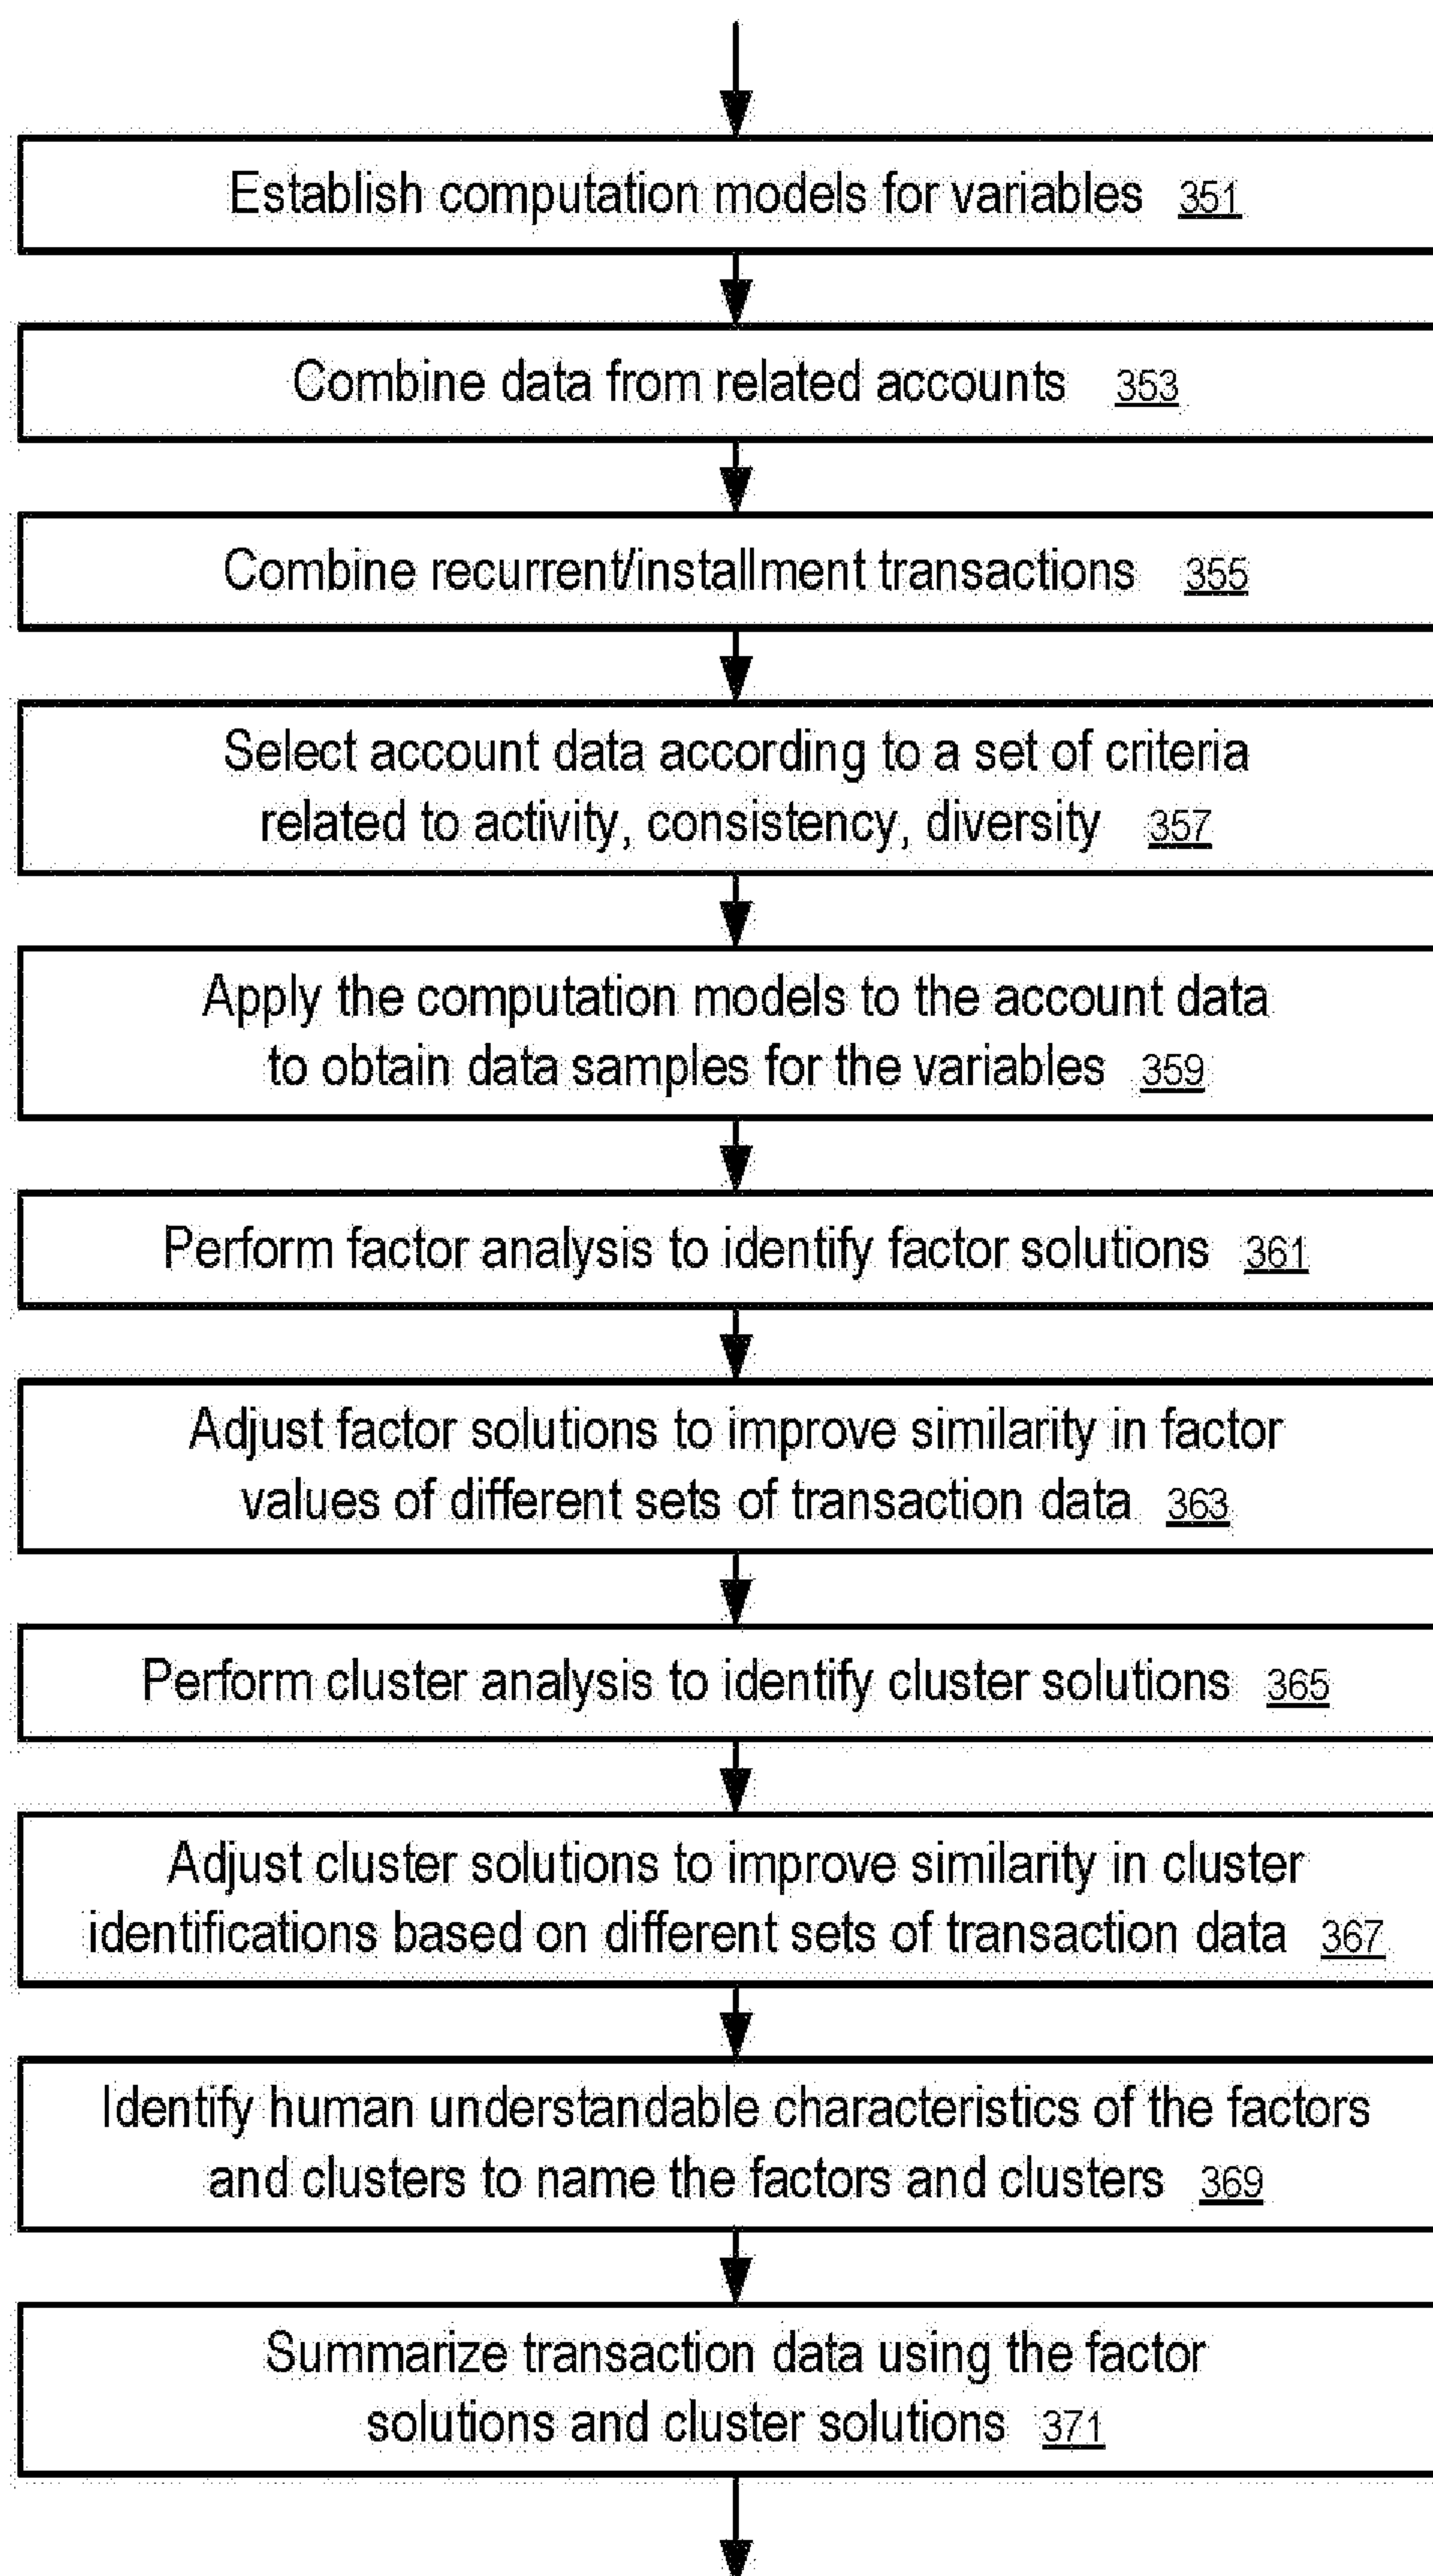 Establish computation models for variables 351
Combine data from related accounts 353
Combine recurrent/installment transactions 355
Select account data according to a set of criteria
related to activity, consistency, diversity 357
Apply the computation models to the account data
to obtain data samples for the variables 359
Perform factor analysis to identify factor solutions 361
Adjust factor solutions to improve similarity in factor
values of different sets of transaction data 363
Perform cluster analysis to identify cluster solutions 365
Adjust cluster solutions to improve similarity in cluster
identifications based on different sets of transaction data 367
Identify human understandable characteristics of the factors
and clusters to name the factors and clusters 369
Summarize transaction data using the factor
solutions and cluster solutions 371